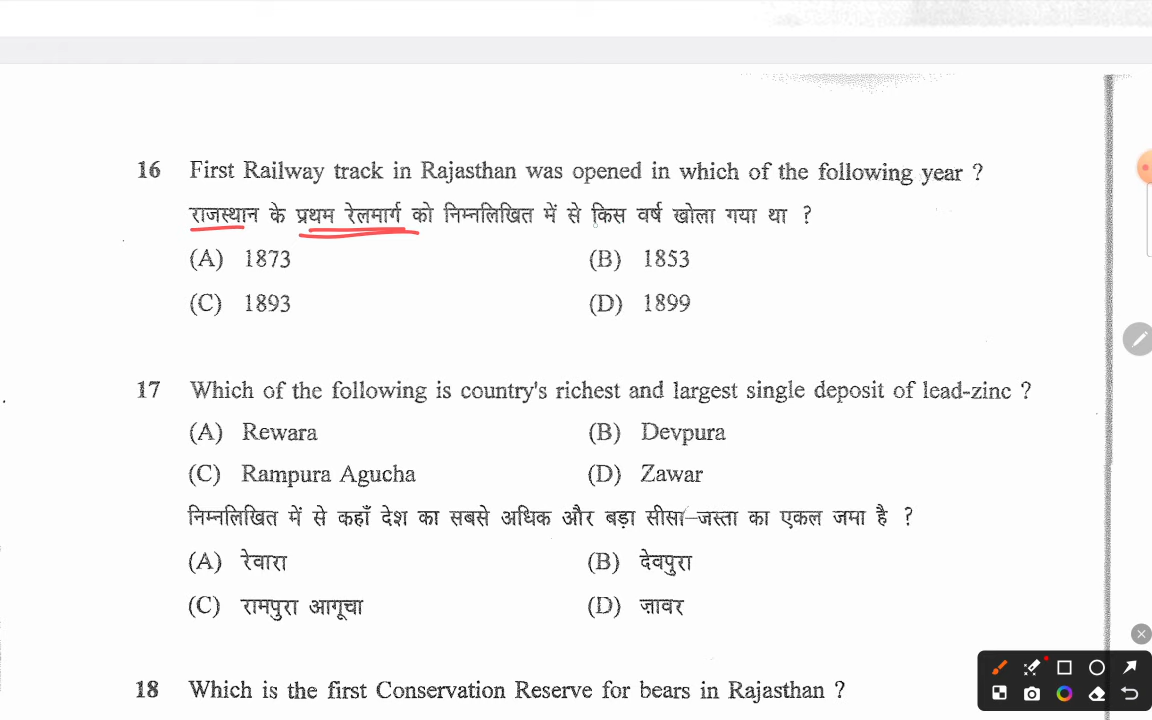 16 First Railway track in Rajasthan was opened in which of the following year ?
राजस्थान के प्रथम रेलमार्ग को निम्नलिखित में से किस वर्ष खोला गया था ?
(A) 1873 (B) 1853
(C) 1893 (D) 1899
17 Which of the following is country's richest and largest single deposit of lead-zinc ?
(A) Rewara (B) Devpura
(C) Rampura Agucha (D) Zawar
निम्नलिखित में से कहाँ देश का सबसे अधिक और बड़ा सीसा-जस्ता का एकल जमा है ?
(A) रेवारा (B) देवपुरा
(C) रामपुरा आगूचा (D) ज़ावर
18 Which is the first Conservation Reserve for bears in Rajasthan ?